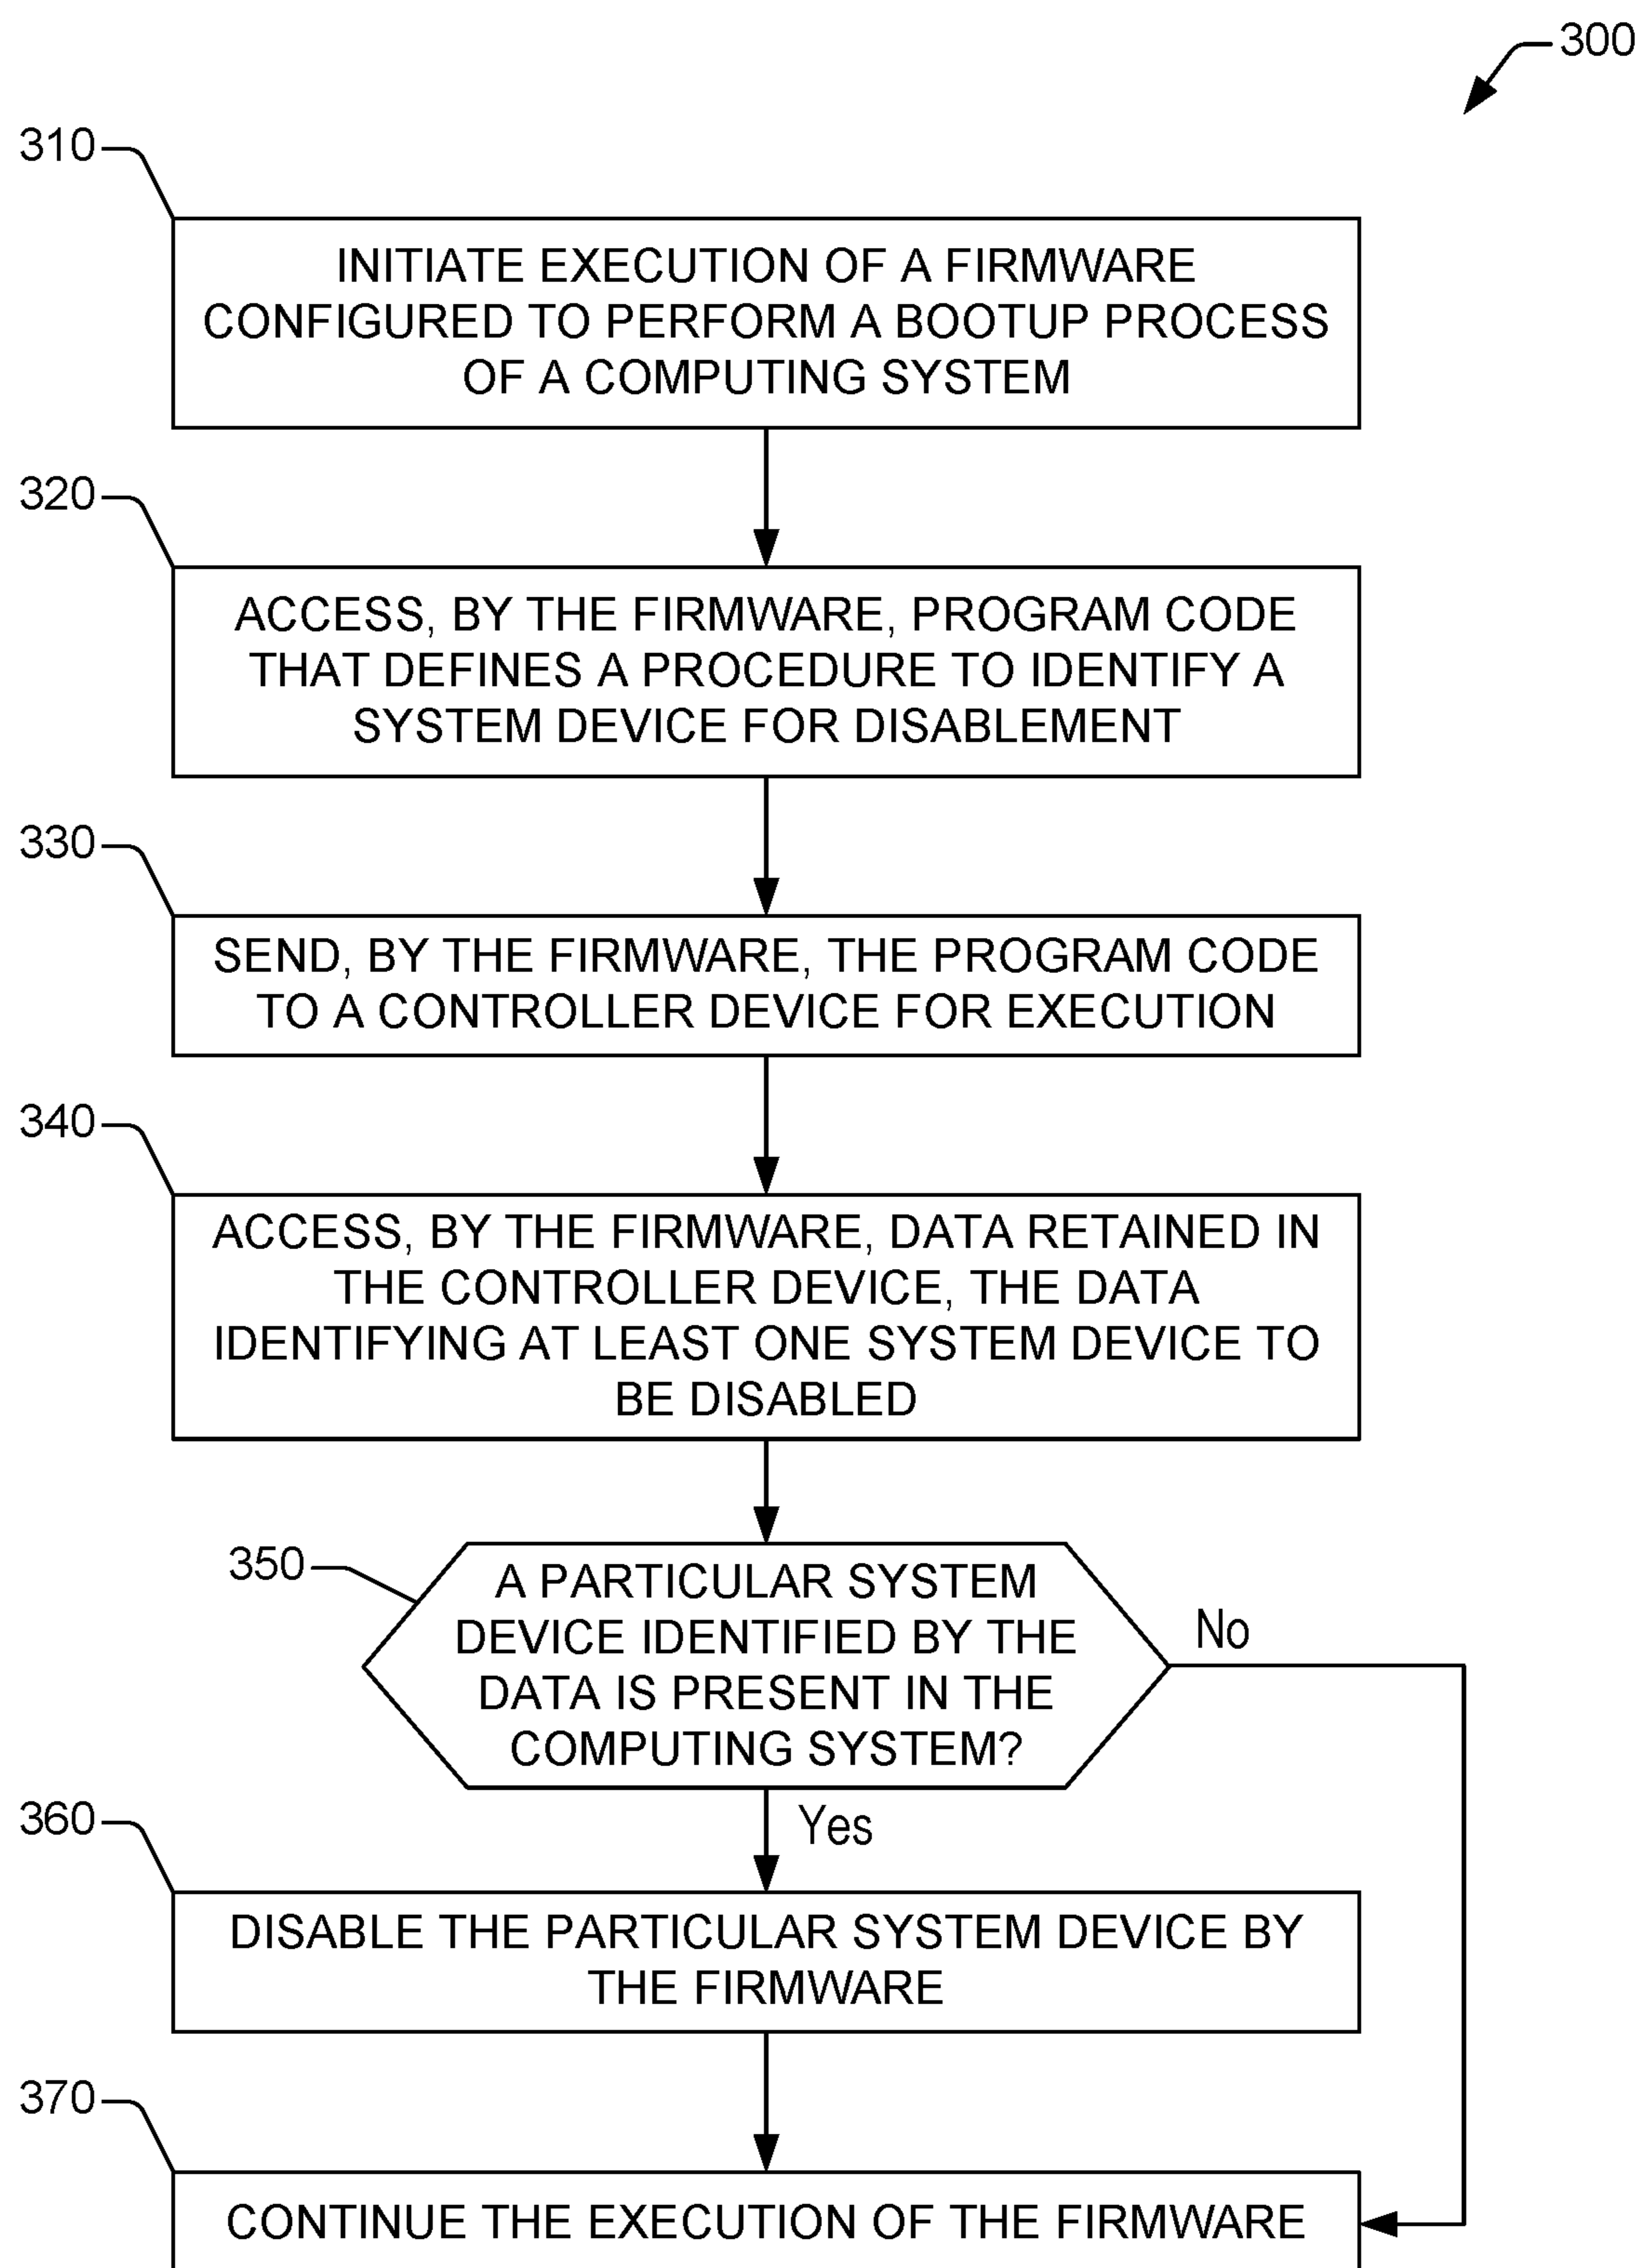 300
310
INITIATE EXECUTION OF A FIRMWARE
CONFIGURED TO PERFORM A BOOTUP PROCESS
OF A COMPUTING SYSTEM
320
ACCESS, BY THE FIRMWARE, PROGRAM CODE
THAT DEFINES A PROCEDURE TO IDENTIFY A
SYSTEM DEVICE FOR DISABLEMENT
330
SEND, BY THE FIRMWARE, THE PROGRAM CODE
TO A CONTROLLER DEVICE FOR EXECUTION
340
ACCESS, BY THE FIRMWARE, DATA RETAINED IN
THE CONTROLLER DEVICE, THE DATA
IDENTIFYING AT LEAST ONE SYSTEM DEVICE TO
BE DISABLED
350
A PARTICULAR SYSTEM
DEVICE IDENTIFIED BY THE
DATA IS PRESENT IN THE
COMPUTING SYSTEM?
No
Yes
360
DISABLE THE PARTICULAR SYSTEM DEVICE BY
THE FIRMWARE
370
CONTINUE THE EXECUTION OF THE FIRMWARE